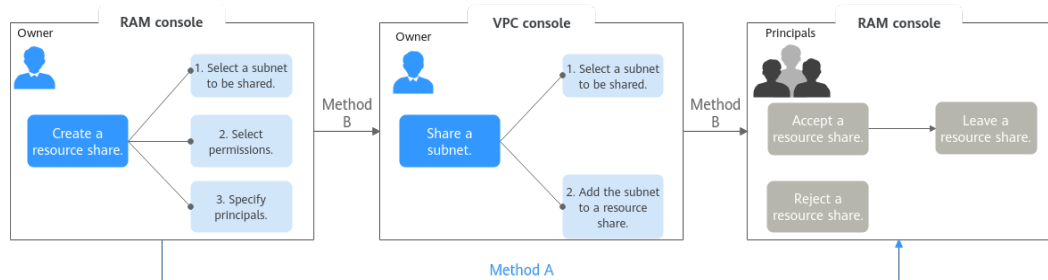 RAM console
Owner
1. Select a subnet
to be shared.
Create a
resource share.
2. Select
permissions.
3. Specify
principals.
Method
B
VPC console
Owner
1. Select a subnet
to be shared.
Share a
subnet.
2. Add the subnet
to a resource
share.
Method
B
RAM console
Principals
Accept a
resource share.
Leave a
resource share.
Reject a
resource share.
Method A